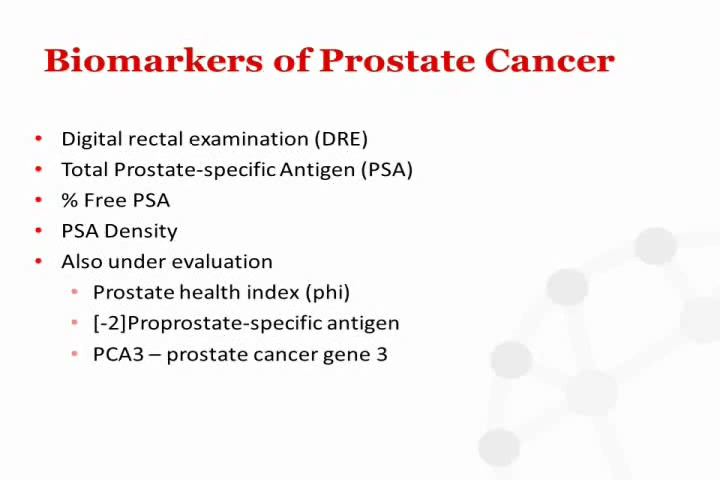 Biomarkers of Prostate Cancer
• Digital rectal examination (DRE)
• Total Prostate-specific Antigen (PSA)
• % Free PSA
• PSA Density
• Also under evaluation
• Prostate health index (phi)
• [-2]Proprostate-specific antigen
• PCA3 – prostate cancer gene 3